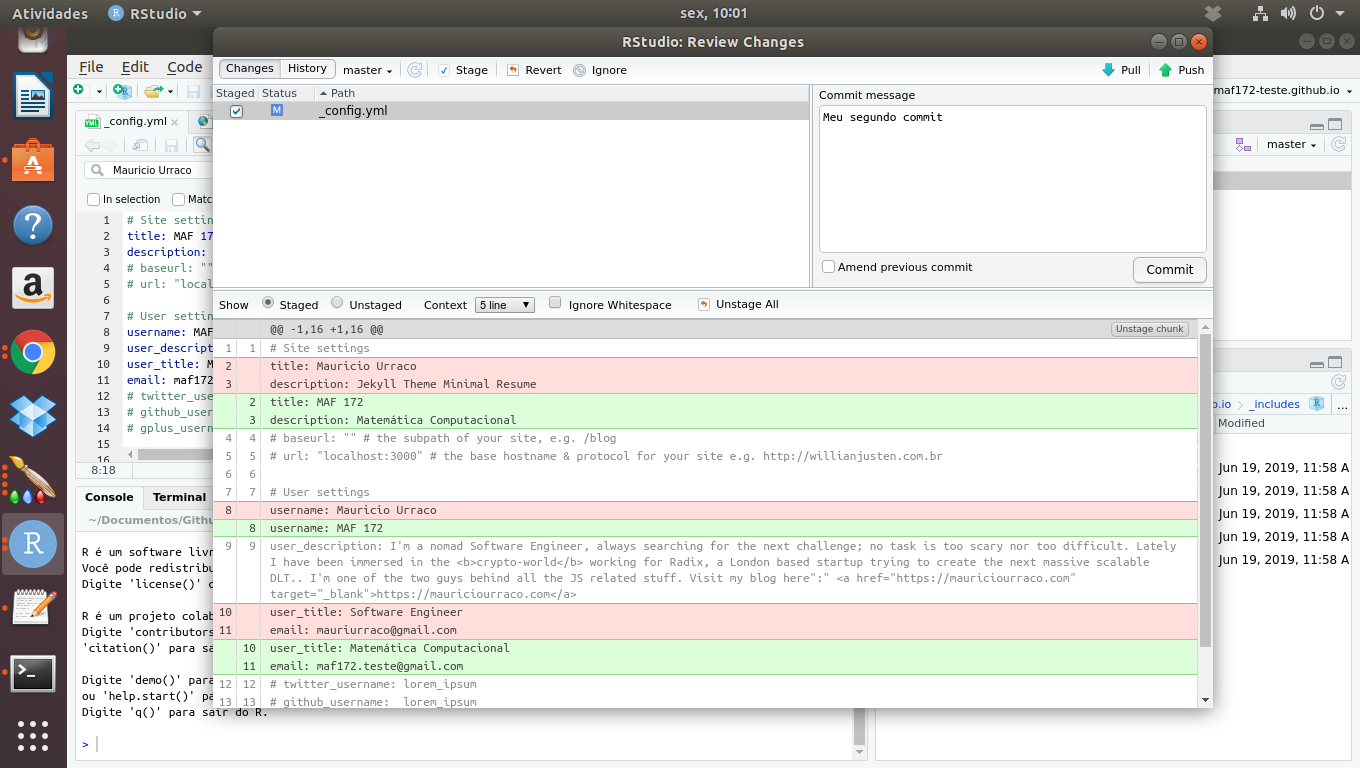 Atividades
RStudio
sex, 10:01
RStudio: Review Changes
File Edit Code
Changes History master Stage Revert Ignore Pull Push
Staged Status Path
M _config.yml
Commit message
Meu segundo commit
Amend previous commit
Commit
Show Staged Unstaged Context 5 line Ignore Whitespace Unstage All
@@ -1,16 +1,16 @@ Unstage chunk
1 1 # Site settings
2 title: Mauricio Urraco
3 description: Jekyll Theme Minimal Resume
2 title: MAF 172
3 description: Matemática Computacional
4 4 # baseurl: "" # the subpath of your site, e.g. /blog
5 5 # url: "localhost:3000" # the base hostname & protocol for your site e.g. http://willianjusten.com.br
6 6
7 7 # User settings
8 username: Mauricio Urraco
8 username: MAF 172
9 9 user_description: I'm a nomad Software Engineer, always searching for the next challenge; no task is too scary nor too difficult. Lately
I have been immersed in the <b>crypto-world</b> working for Radix, a London based startup trying to create the next massive scalable
DLT.. I'm one of the two guys behind all the JS related stuff. Visit my blog here":" <a href="https://mauriciourraco.com"
target="_blank">https://mauriciourraco.com</a>
10 user_title: Software Engineer
11 email: mauriurraco@gmail.com
10 user_title: Matemática Computacional
11 email: maf172.teste@gmail.com
12 12 # twitter_username: lorem_ipsum
13 13 # github_username:  lorem_ipsum
_config.yml
Mauricio Urraco
In selection Matc
1 # Site settin
2 title: MAF 17
3 description:
4 # baseurl: ""
5 # url: "local
6
7 # User settin
8 username: MAF
9 user_descript
10 user_title: M
11 email: maf172
12 # twitter_use
13 # github_user
14 # gplus_usern
15
16
8:18
Console Terminal
~/Documentos/Githu
R é um software livr
Você pode redistribu
Digite 'license()' o
R é um projeto colab
Digite 'contributors
'citation()' para sa
Digite 'demo()' para
ou 'help.start()' pa
Digite 'q()' para sair do R.
>
maf172-teste.github.io
master
o.io _includes ...
Modified
Jun 19, 2019, 11:58 A
Jun 19, 2019, 11:58 A
Jun 19, 2019, 11:58 A
Jun 19, 2019, 11:58 A
Jun 19, 2019, 11:58 A